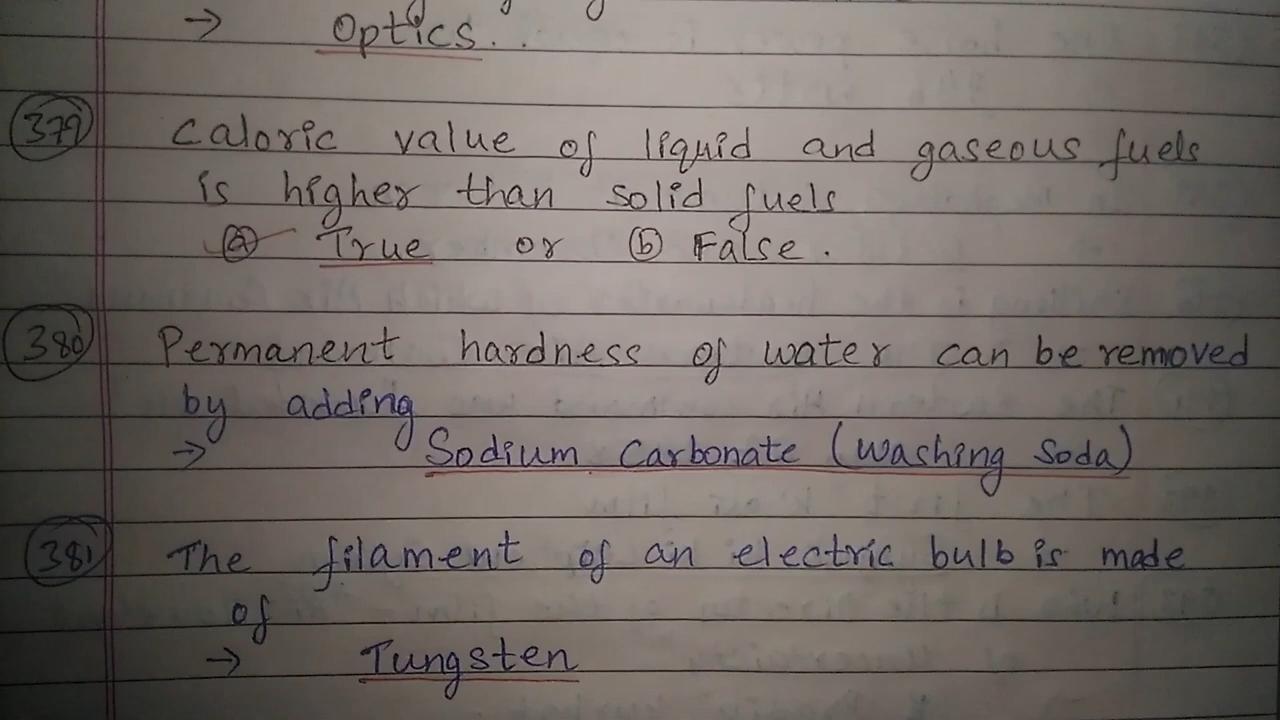 → Optics..
379 Caloric value of liquid and gaseous fuels
is higher than solid fuels
ⓐ True or ⓑ False.
380 Permanent hardness of water can be removed
by adding
→ Sodium Carbonate (Washing Soda)
381 The filament of an electric bulb is made
of
→ Tungsten